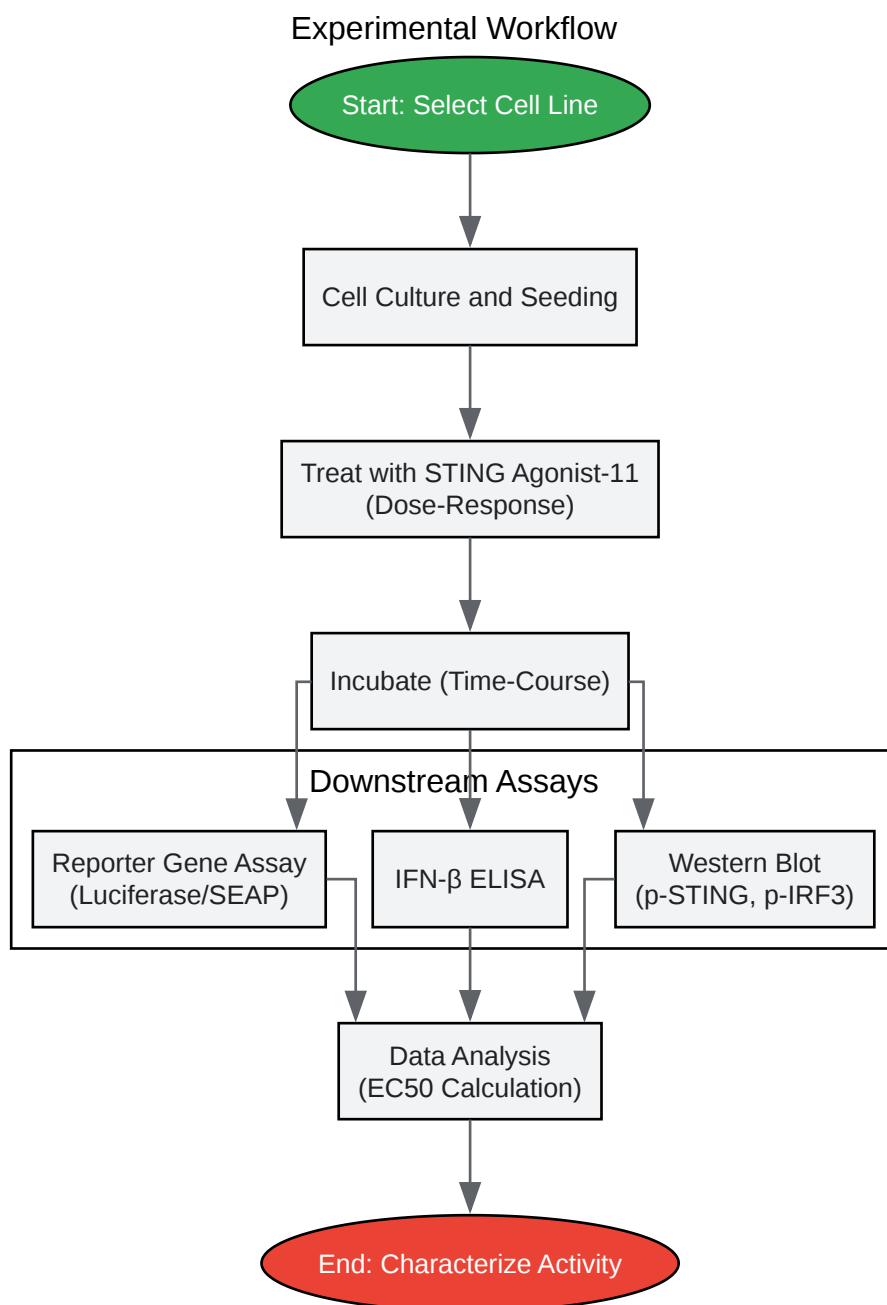 Experimental Workflow
Start: Select Cell Line
Cell Culture and Seeding
Treat with STING Agonist-11
(Dose-Response)
Incubate (Time-Course)
Downstream Assays
Reporter Gene Assay
(Luciferase/SEAP)
IFN-β ELISA
Western Blot
(p-STING, p-IRF3)
Data Analysis
(EC50 Calculation)
End: Characterize Activity